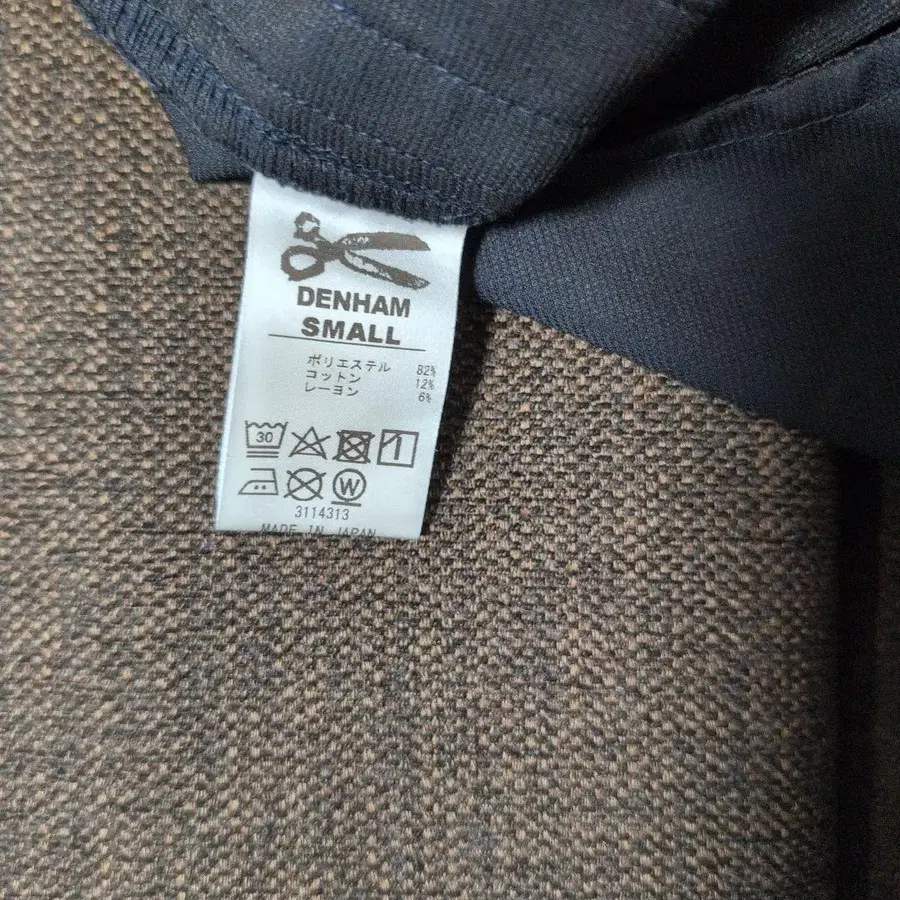 DENHAM
SMALL
ポリエステル 82%
コットン 12%
レーヨン 6%
30
W
3114313
MADE IN JAPAN